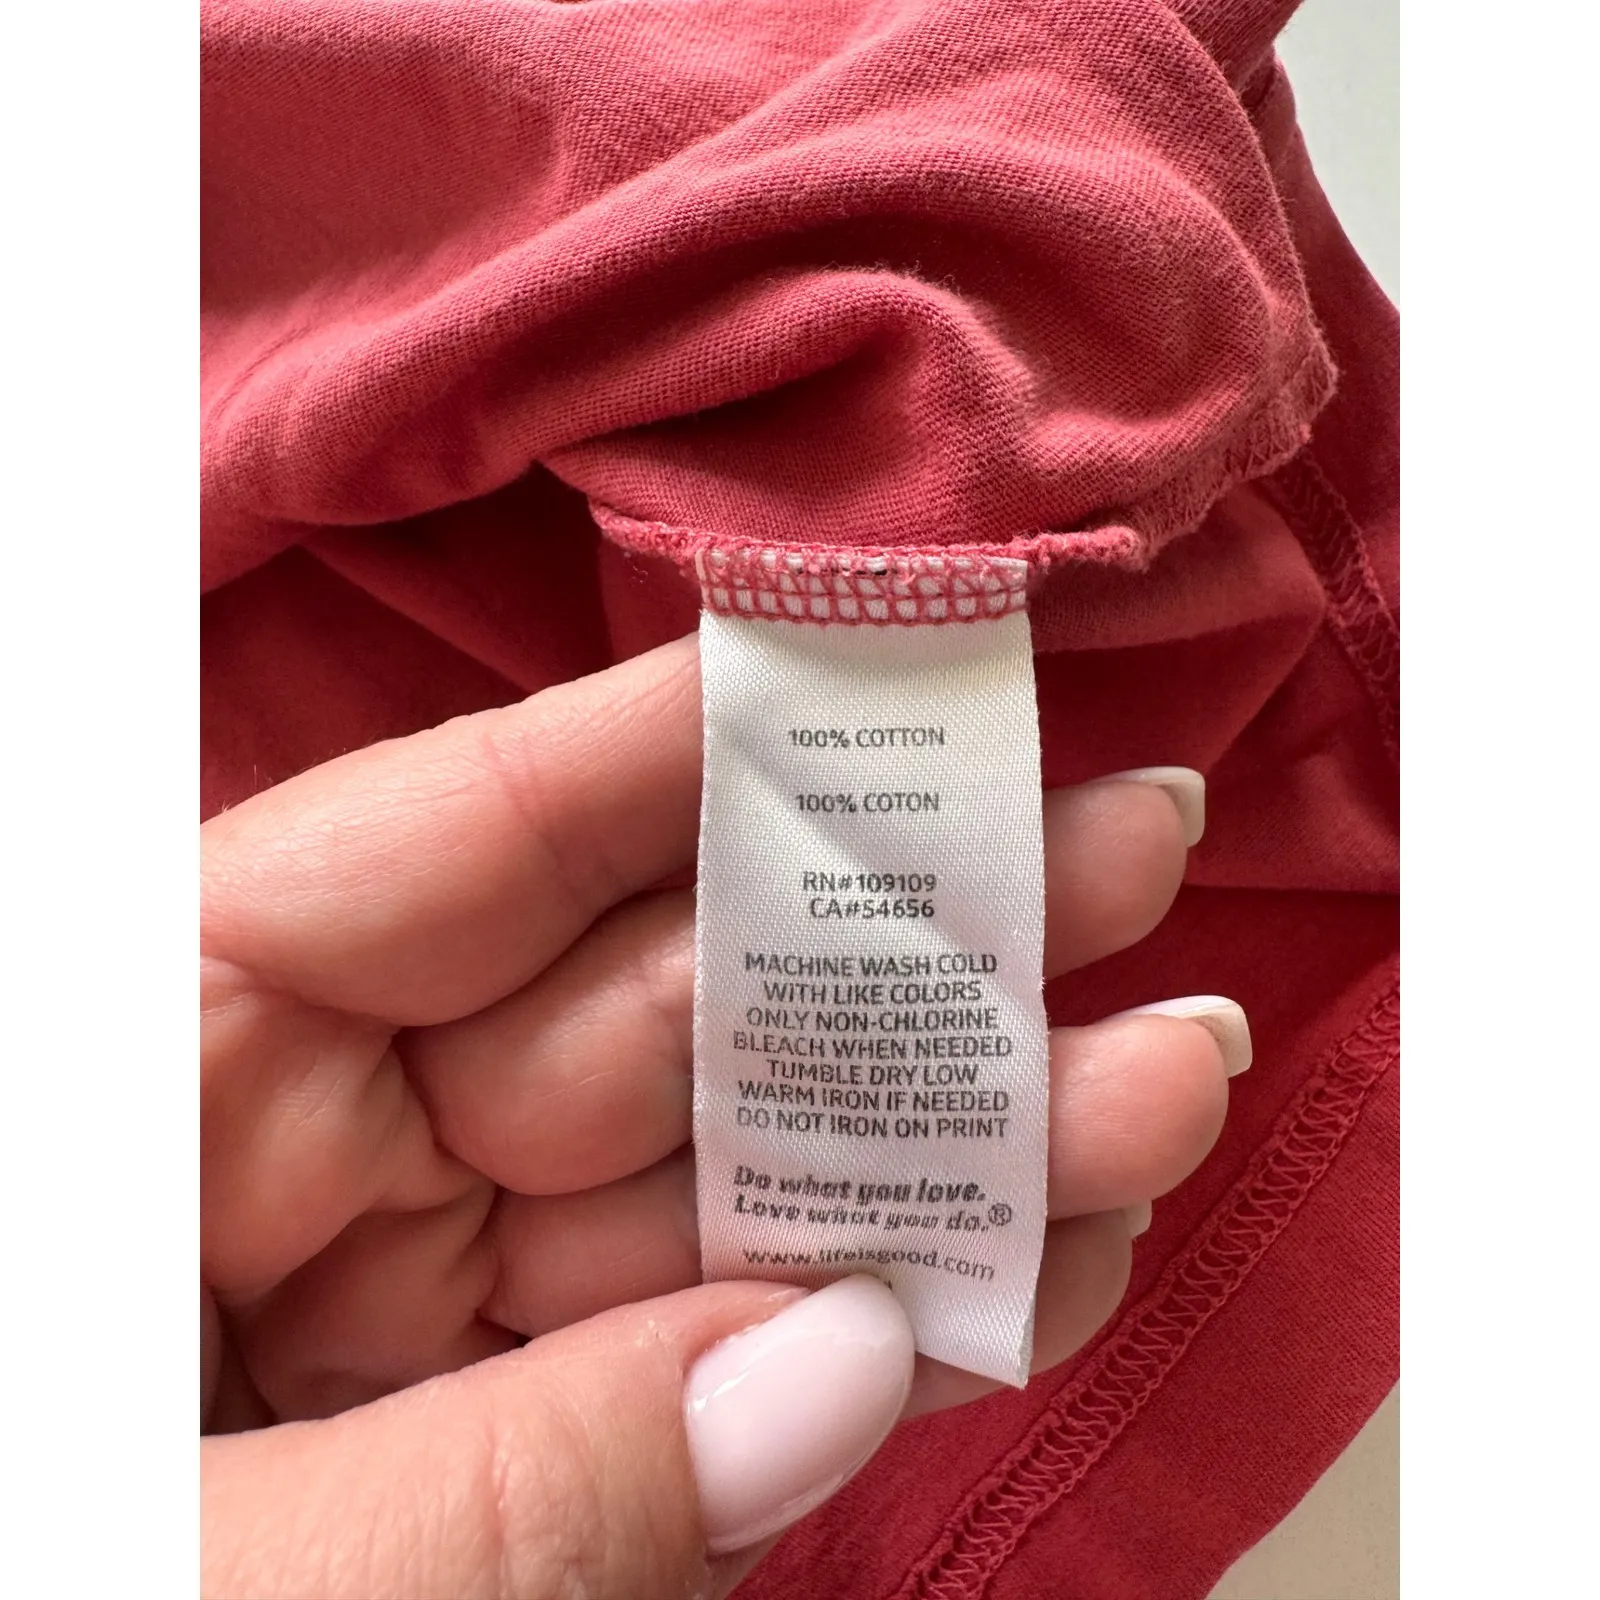 100% COTTON
100% COTON
RN#109109
CA#54656
MACHINE WASH COLD
WITH LIKE COLORS
ONLY NON-CHLORINE
BLEACH WHEN NEEDED
TUMBLE DRY LOW
WARM IRON IF NEEDED
DO NOT IRON ON PRINT
Do what you love.
Love what you do.®
www.lifeisgood.com